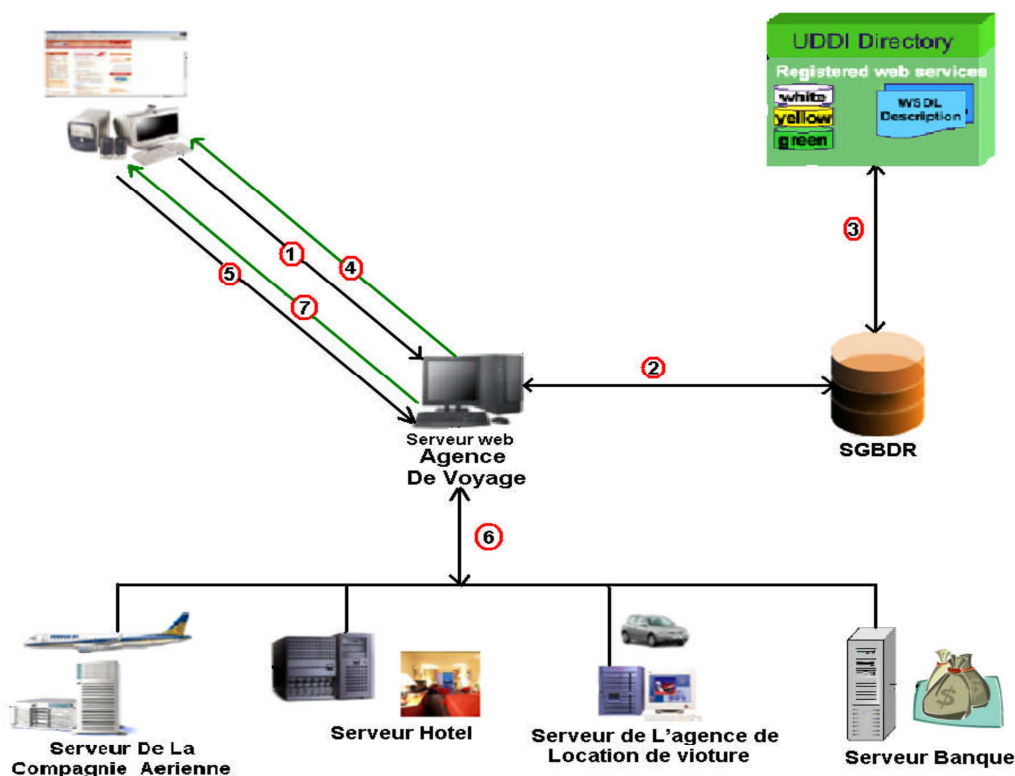 UDDI Directory
Registered web services
white
yellow
green
WSDL
Description
3
1
4
5
7
2
Serveur web
Agence
De Voyage
SGBDR
6
Serveur De La
Compagnie Aerienne
Serveur Hotel
Serveur de L'agence de
Location de vioture
Serveur Banque